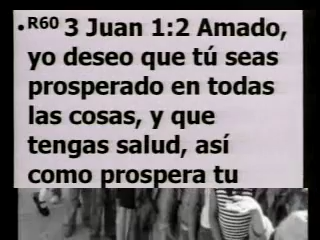 • R60 3 Juan 1:2 Amado,
yo deseo que tú seas
prosperado en todas
las cosas, y que
tengas salud, así
como prospera tu